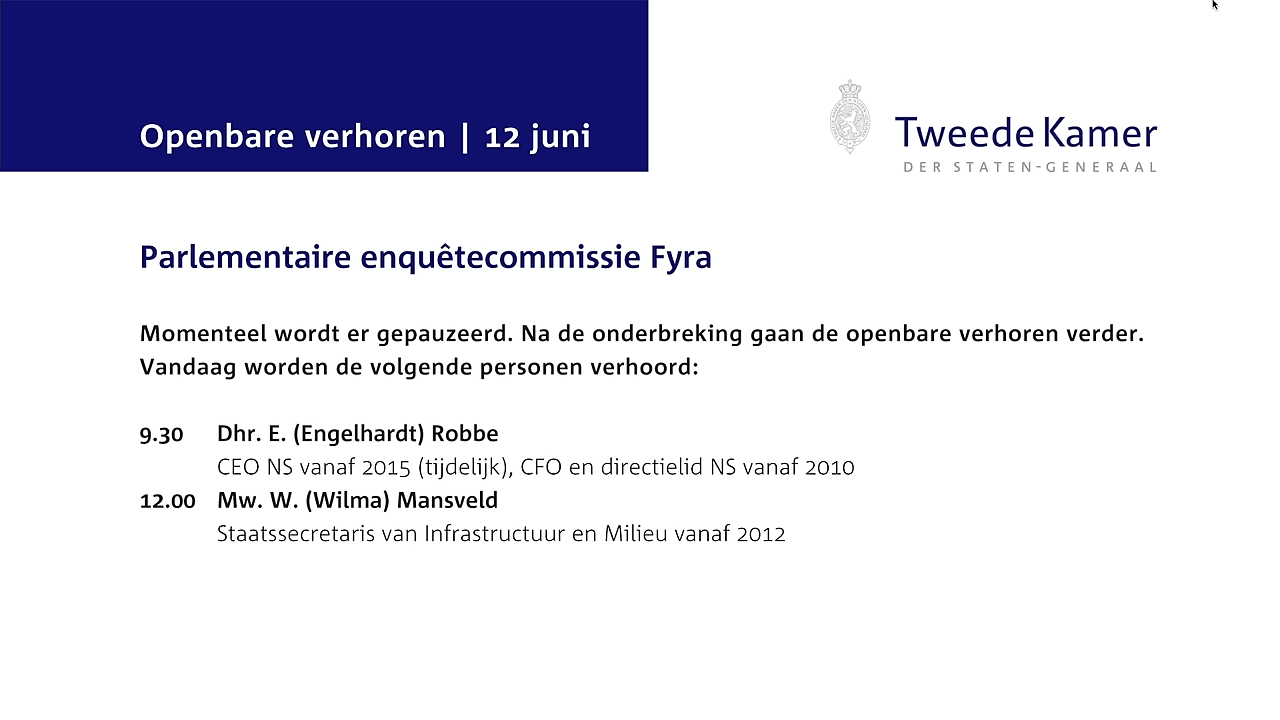 Openbare verhoren | 12 juni
Tweede Kamer
DER STATEN-GENERAAL
Parlementaire enquêtecommissie Fyra
Momenteel wordt er gepauzeerd. Na de onderbreking gaan de openbare verhoren verder.
Vandaag worden de volgende personen verhoord:
9.30 Dhr. E. (Engelhardt) Robbe
CEO NS vanaf 2015 (tijdelijk), CFO en directielid NS vanaf 2010
12.00 Mw. W. (Wilma) Mansveld
Staatssecretaris van Infrastructuur en Milieu vanaf 2012